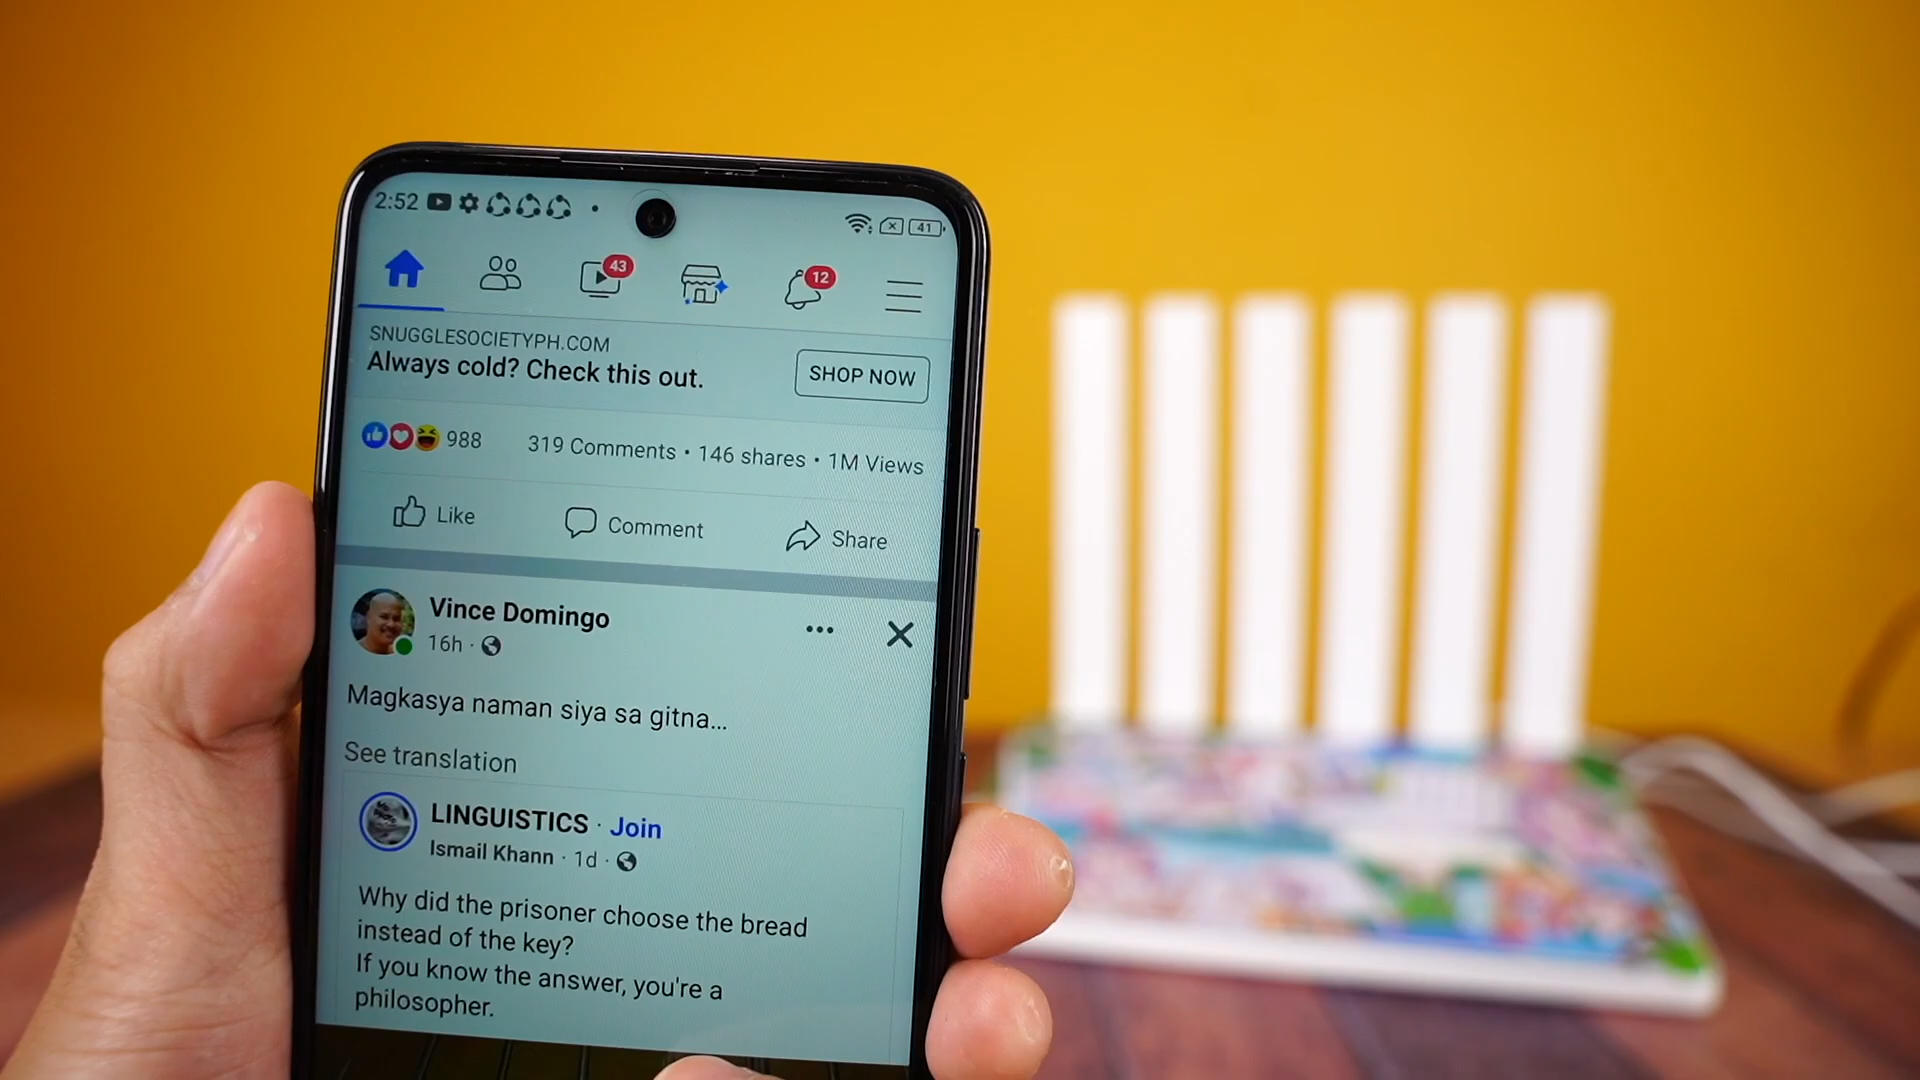 2:52
41
43
12
SNUGGLESOCIETYPH.COM
Always cold? Check this out.
SHOP NOW
988
319 Comments • 146 shares • 1M Views
Like
Comment
Share
Vince Domingo
16h ·
Magkasya naman siya sa gitna...
See translation
LINGUISTICS · Join
Ismail Khann · 1d ·
Why did the prisoner choose the bread
instead of the key?
If you know the answer, you're a
philosopher.